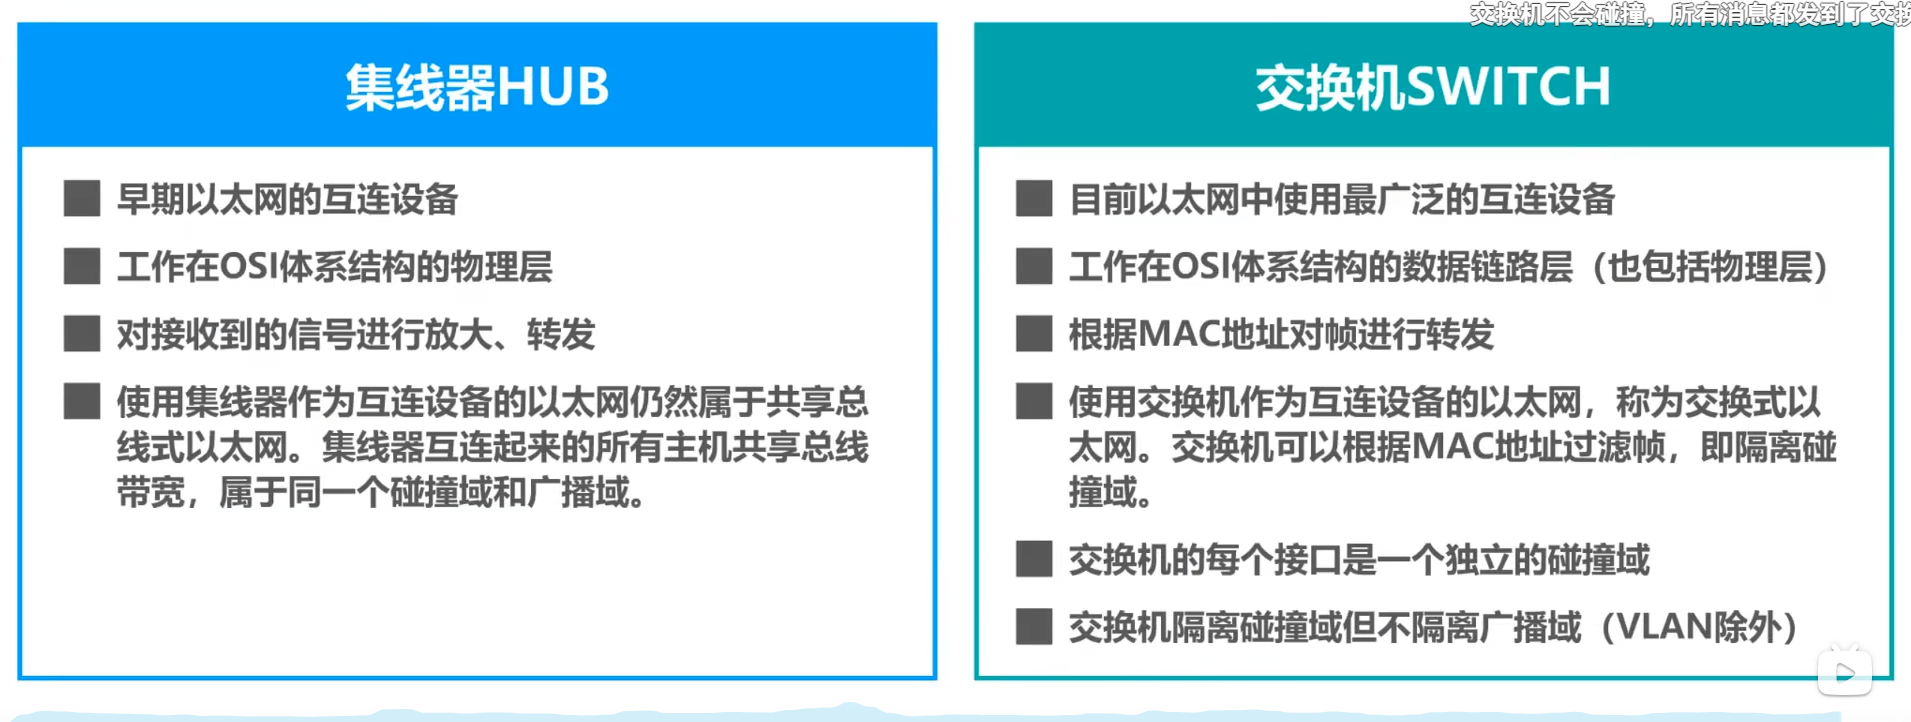 交换机不会碰撞，所有消息都发到了交换
集线器HUB
早期以太网的互连设备
工作在OSI体系结构的物理层
对接收到的信号进行放大、转发
使用集线器作为互连设备的以太网仍然属于共享总
线式以太网。集线器互连起来的所有主机共享总线
带宽，属于同一个碰撞域和广播域。
交换机SWITCH
目前以太网中使用最广泛的互连设备
工作在OSI体系结构的数据链路层（也包括物理层）
根据MAC地址对帧进行转发
使用交换机作为互连设备的以太网，称为交换式以
太网。交换机可以根据MAC地址过滤帧，即隔离碰
撞域。
交换机的每个接口是一个独立的碰撞域
交换机隔离碰撞域但不隔离广播域（VLAN除外）